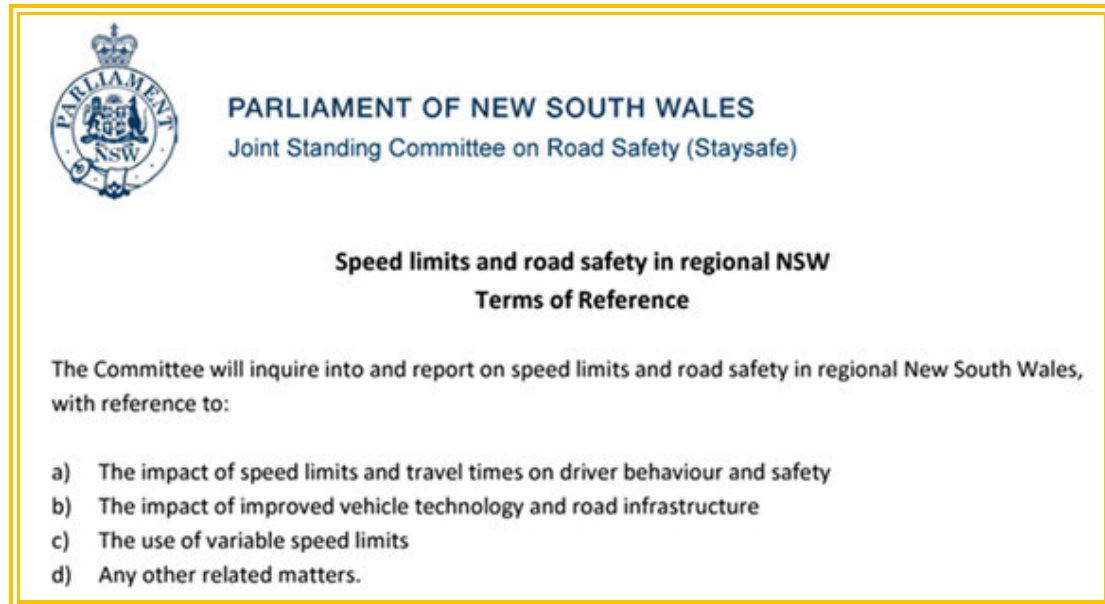 PARLIAMENT
NSW
PARLIAMENT OF NEW SOUTH WALES
Joint Standing Committee on Road Safety (Staysafe)
Speed limits and road safety in regional NSW
Terms of Reference
The Committee will inquire into and report on speed limits and road safety in regional New South Wales,
with reference to:
a) The impact of speed limits and travel times on driver behaviour and safety
b) The impact of improved vehicle technology and road infrastructure
c) The use of variable speed limits
d) Any other related matters.